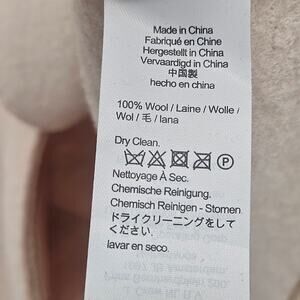 Made in China
Fabriqué en Chine
Hergestellt in China
Vervaardigd in China
中国製
hecho en china
100% Wool / Laine / Wolle /
Wol / 毛 / lana
Dry Clean.
P
Nettoyage À Sec.
Chemische Reinigung.
Chemisch Reinigen - Stomen
ドライクリーニングをして
ください.
lavar en seco.